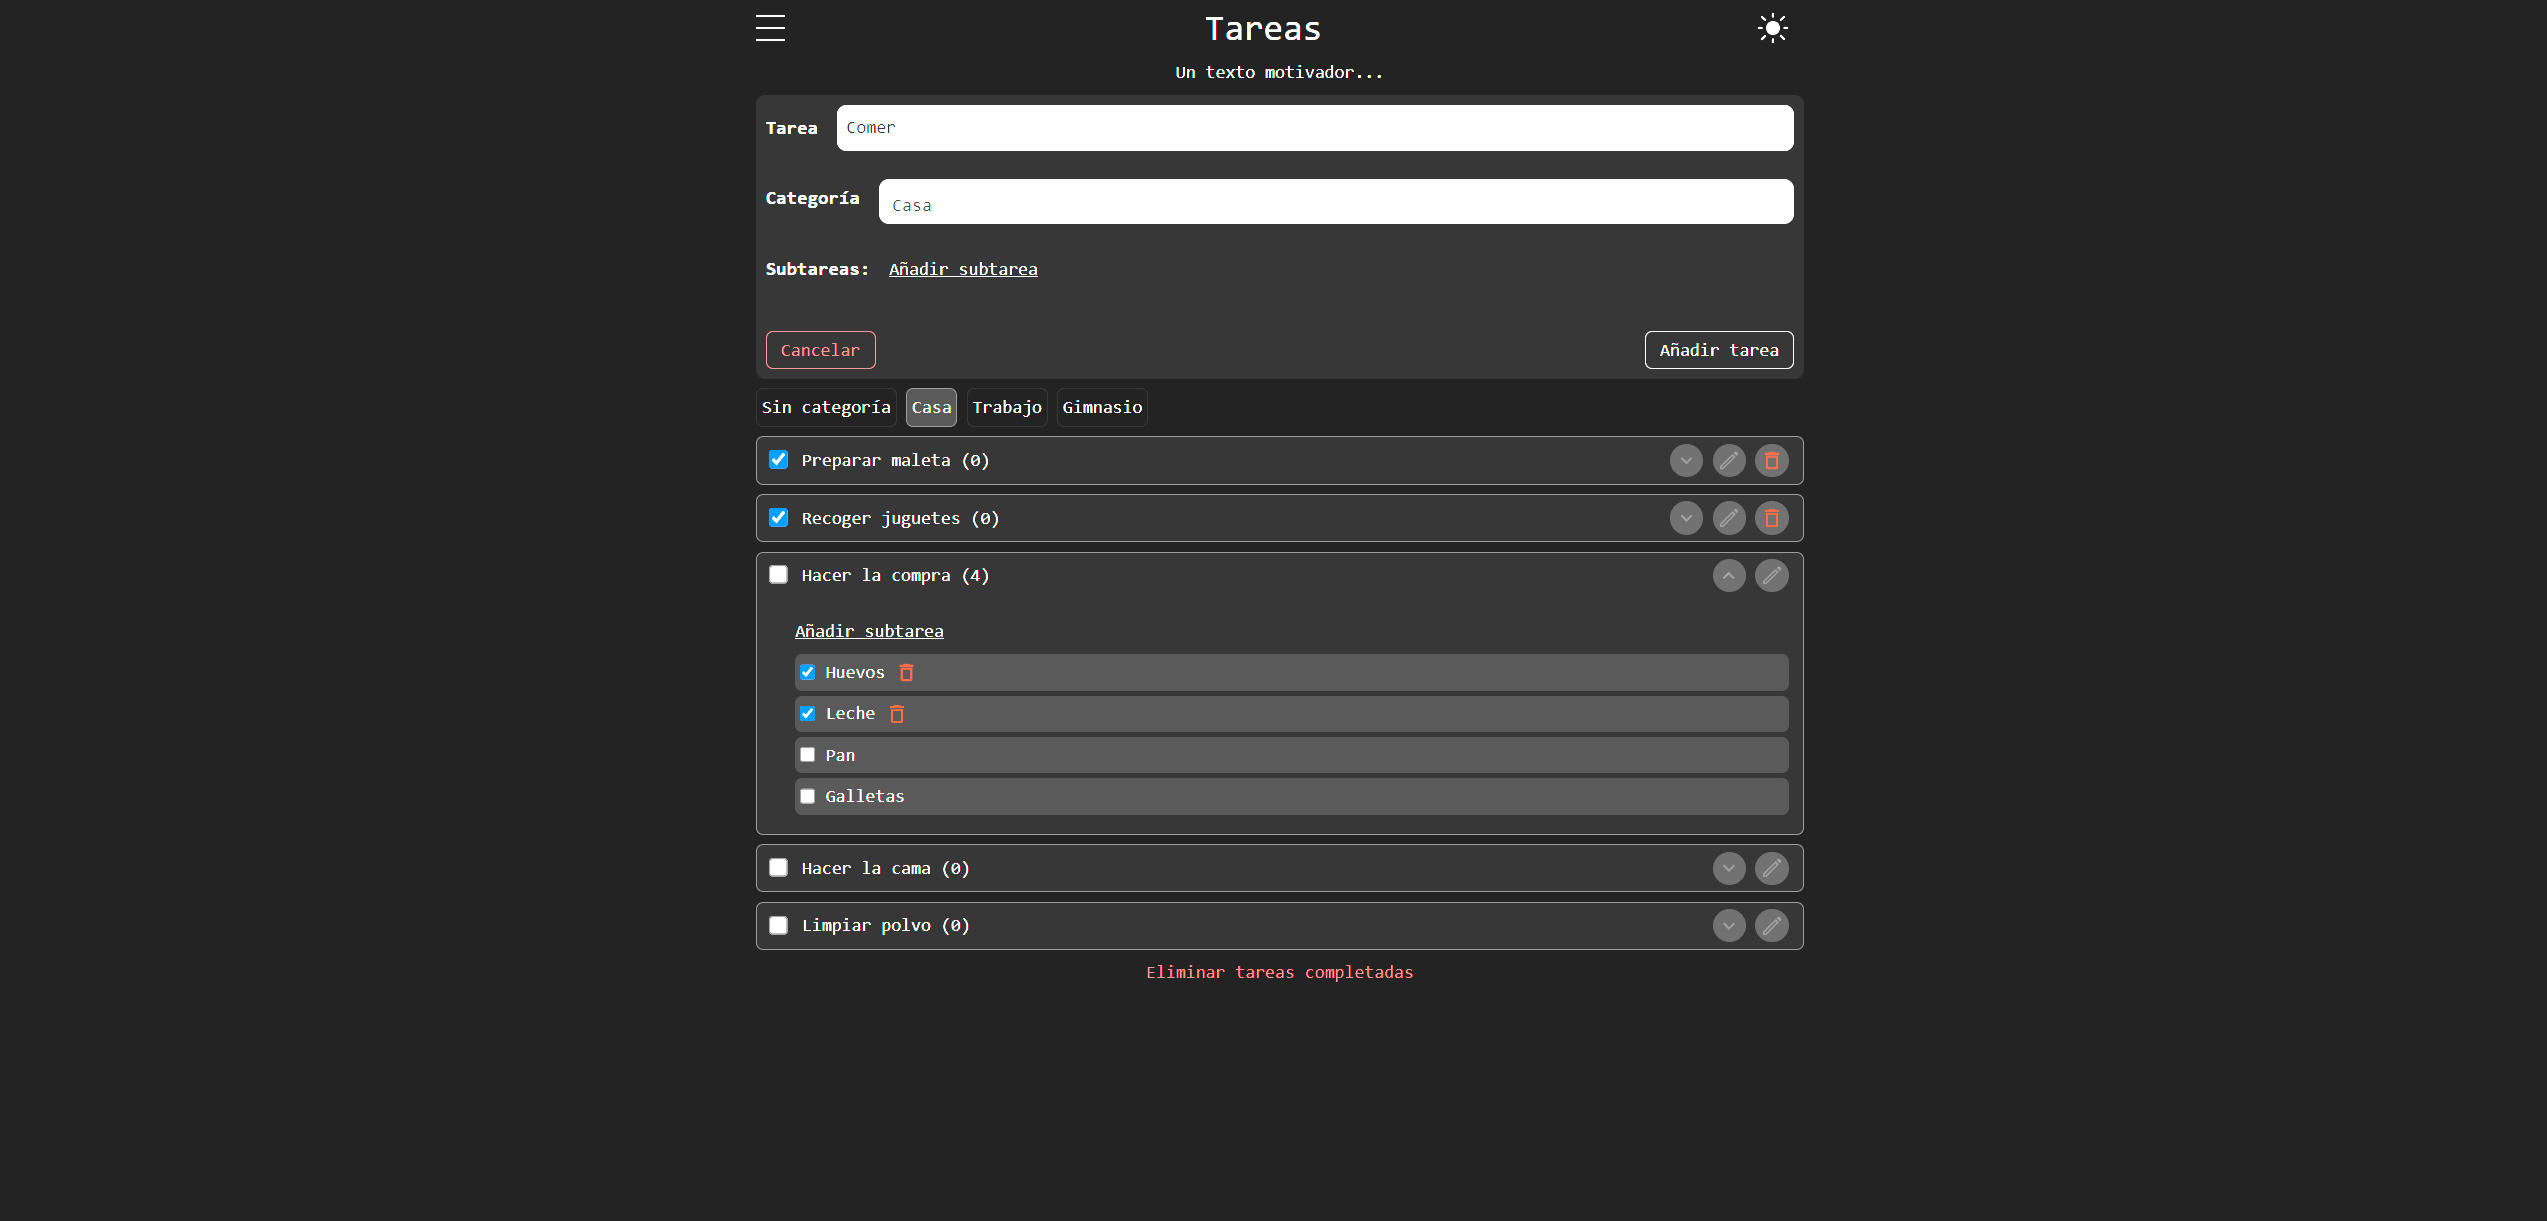 Tareas
Un texto motivador...
Tarea Comer
Categoría Casa
Subtareas: Añadir subtarea
Cancelar Añadir tarea
Sin categoría Casa Trabajo Gimnasio
Preparar maleta (0)
Recoger juguetes (0)
Hacer la compra (4)
Añadir subtarea
Huevos
Leche
Pan
Galletas
Hacer la cama (0)
Limpiar polvo (0)
Eliminar tareas completadas